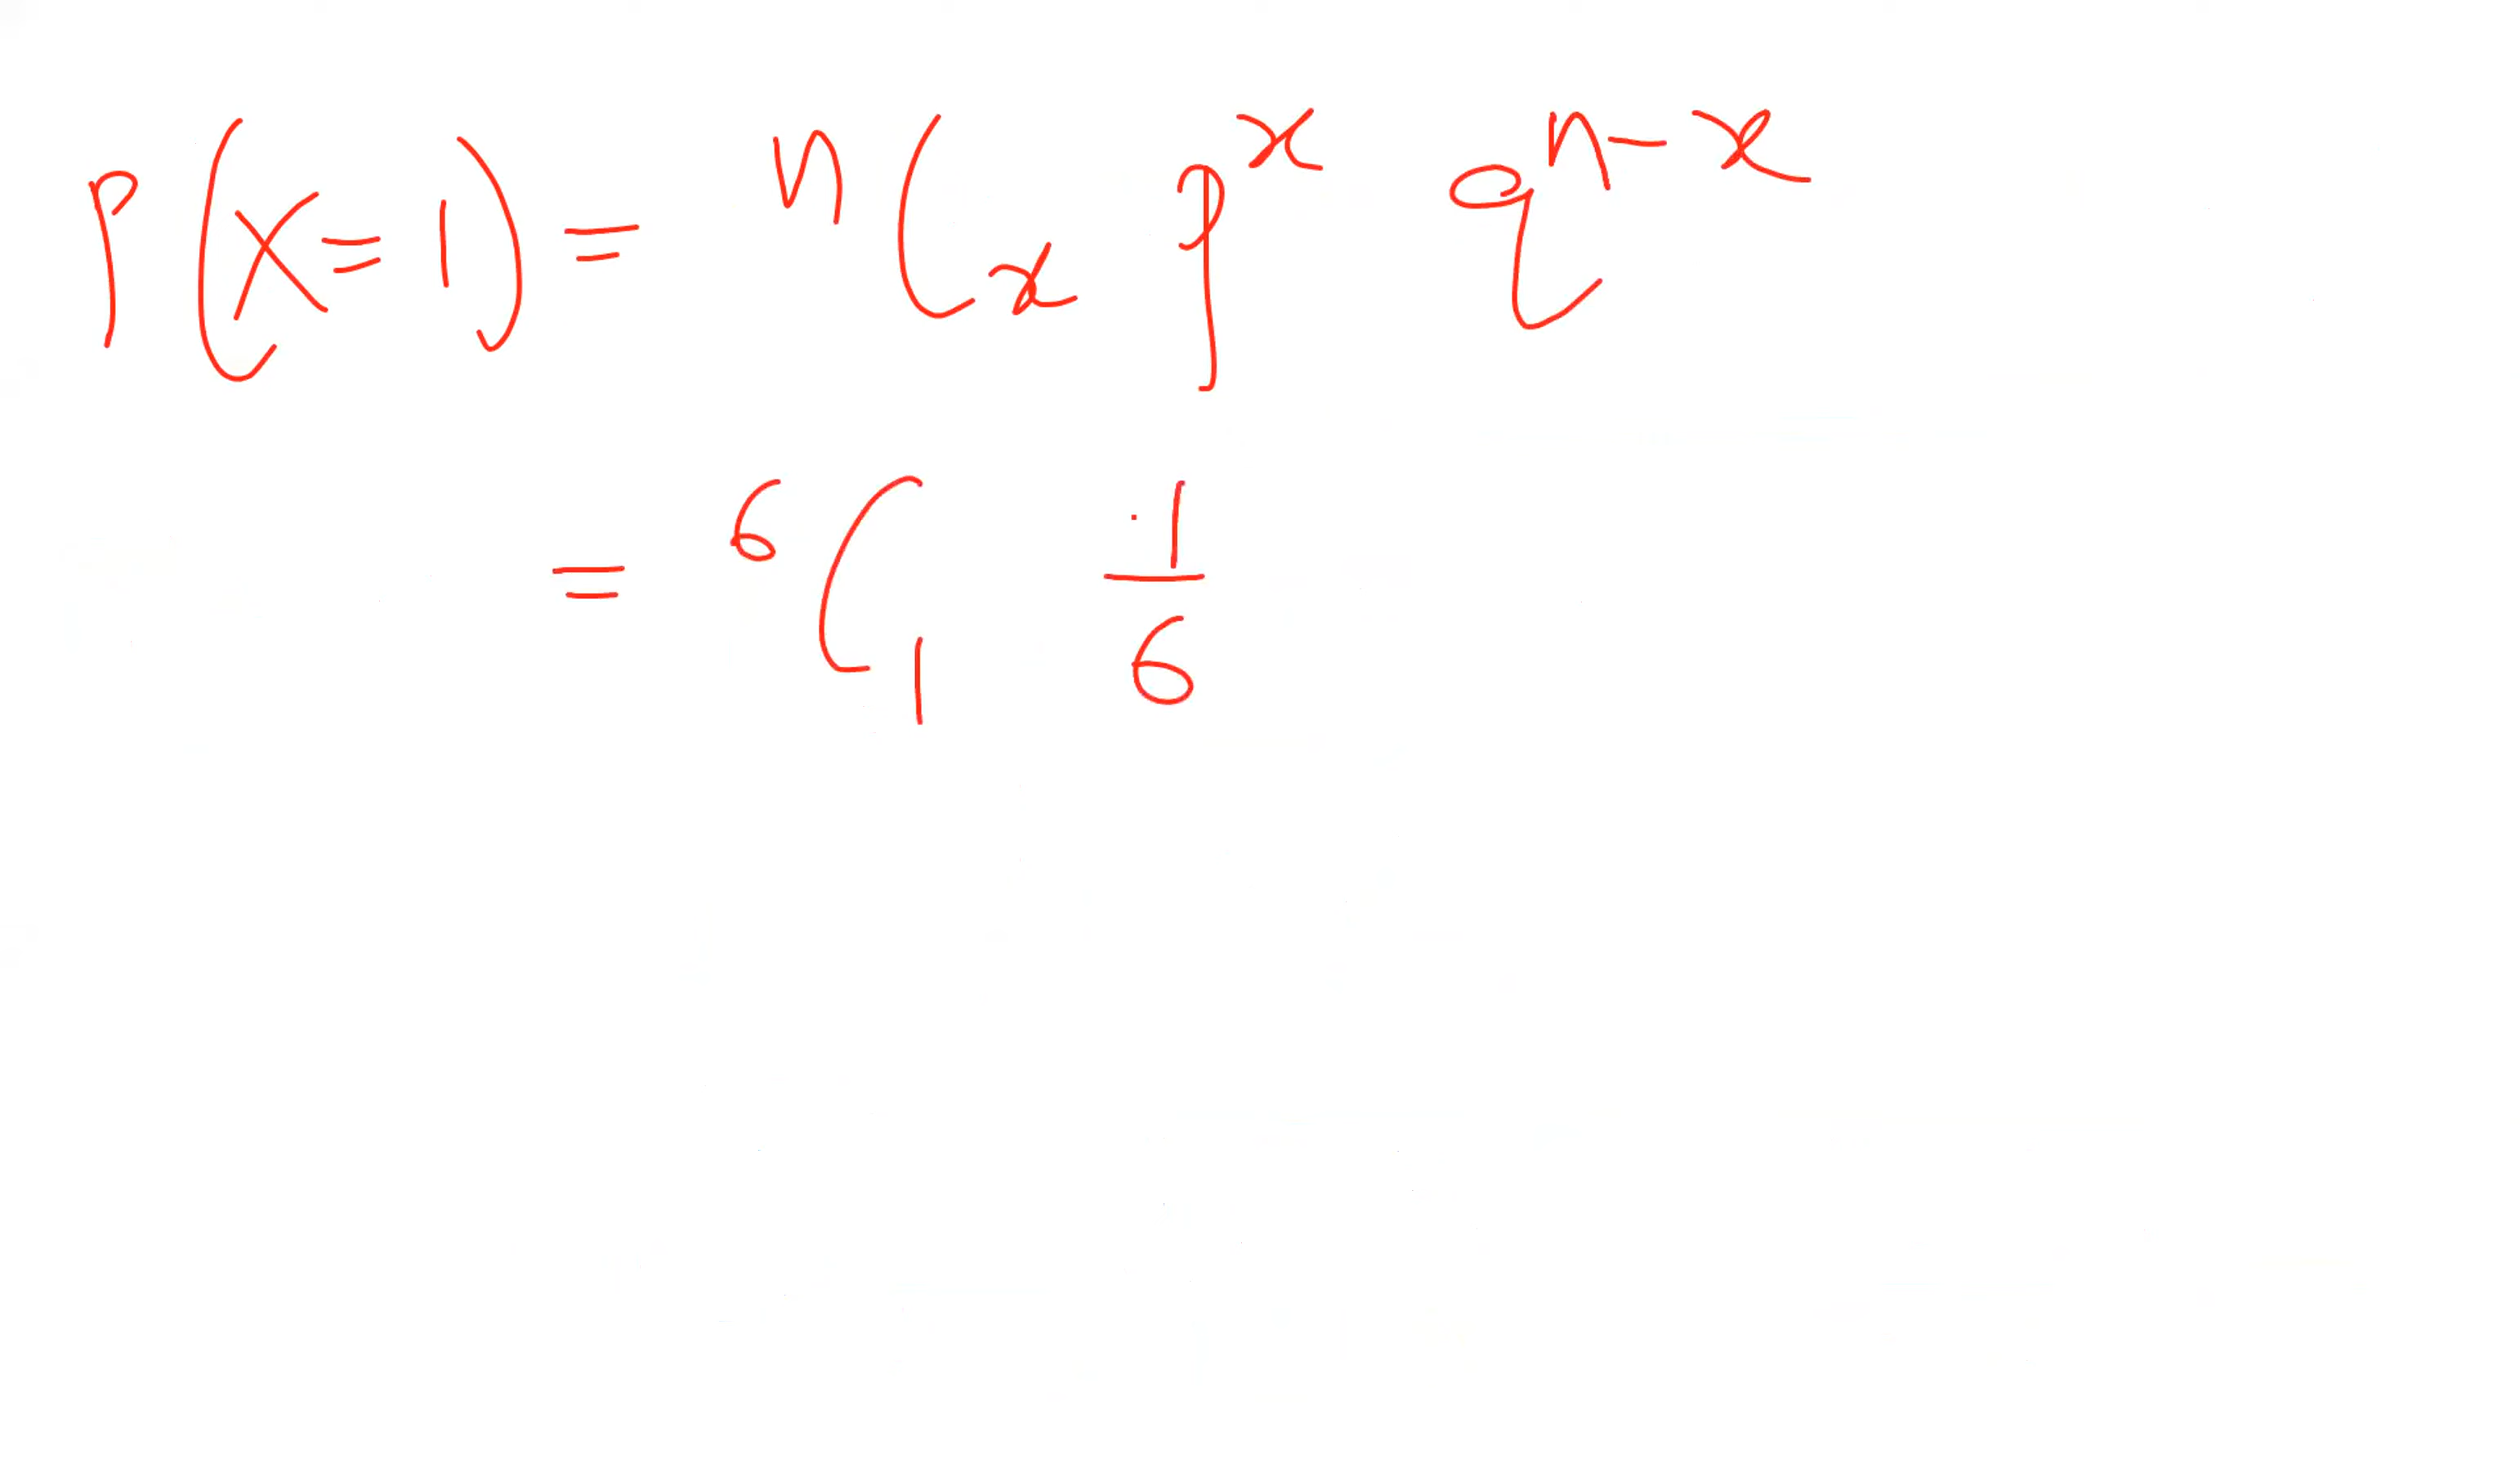 P(X=1) = ⁿCₓ pˣ qⁿ⁻ˣ
= ⁶C₁ 1/6